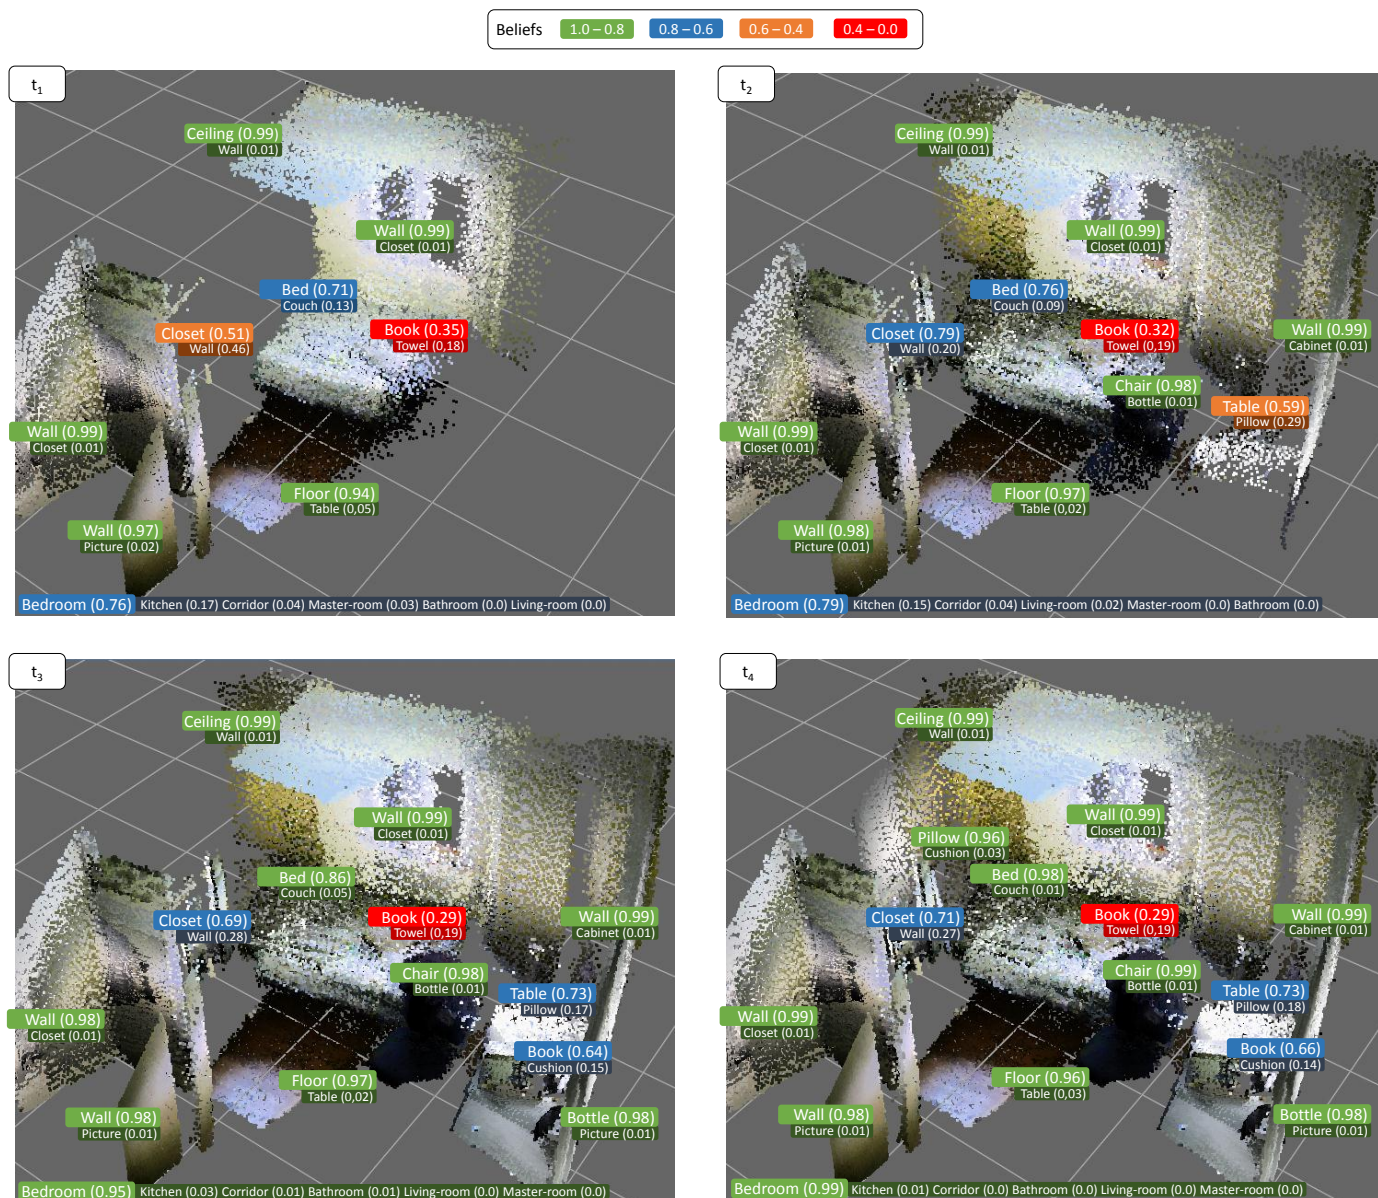 Beliefs 1.0 – 0.8 0.8 – 0.6 0.6 – 0.4 0.4 – 0.0
t1
Ceiling (0.99)
Wall (0.01)
Wall (0.99)
Closet (0.01)
Bed (0.71)
Couch (0.13)
Closet (0.51)
Wall (0.46)
Book (0.35)
Towel (0,18)
Wall (0.99)
Closet (0.01)
Floor (0.94)
Table (0,05)
Wall (0.97)
Picture (0.02)
Bedroom (0.76) Kitchen (0.17) Corridor (0.04) Master-room (0.03) Bathroom (0.0) Living-room (0.0)
t2
Ceiling (0.99)
Wall (0.01)
Wall (0.99)
Closet (0.01)
Bed (0.76)
Couch (0.09)
Closet (0.79)
Wall (0.20)
Book (0.32)
Towel (0,19)
Wall (0.99)
Cabinet (0.01)
Chair (0.98)
Bottle (0.01)
Table (0.59)
Pillow (0.29)
Wall (0.99)
Closet (0.01)
Floor (0.97)
Table (0,02)
Wall (0.98)
Picture (0.01)
Bedroom (0.79) Kitchen (0.15) Corridor (0.04) Living-room (0.02) Master-room (0.0) Bathroom (0.0)
t3
Ceiling (0.99)
Wall (0.01)
Wall (0.99)
Closet (0.01)
Bed (0.86)
Couch (0.05)
Closet (0.69)
Wall (0.28)
Book (0.29)
Towel (0,19)
Wall (0.99)
Cabinet (0.01)
Chair (0.98)
Bottle (0.01)
Table (0.73)
Pillow (0.17)
Wall (0.98)
Closet (0.01)
Book (0.64)
Cushion (0.15)
Floor (0.97)
Table (0,02)
Wall (0.98)
Picture (0.01)
Bottle (0.98)
Picture (0.01)
Bedroom (0.95) Kitchen (0.03) Corridor (0.01) Bathroom (0.01) Living-room (0.0) Master-room (0.0)
t4
Ceiling (0.99)
Wall (0.01)
Wall (0.99)
Closet (0.01)
Pillow (0.96)
Cushion (0.03)
Bed (0.98)
Couch (0.01)
Closet (0.71)
Wall (0.27)
Book (0.29)
Towel (0,19)
Wall (0.99)
Cabinet (0.01)
Chair (0.99)
Bottle (0.01)
Table (0.73)
Pillow (0.18)
Wall (0.99)
Closet (0.01)
Book (0.66)
Cushion (0.14)
Floor (0.96)
Table (0,03)
Wall (0.98)
Picture (0.01)
Bottle (0.98)
Picture (0.01)
Bedroom (0.99) Kitchen (0.01) Corridor (0.0) Bathroom (0.0) Living-room (0.0) Master-room (0.0)